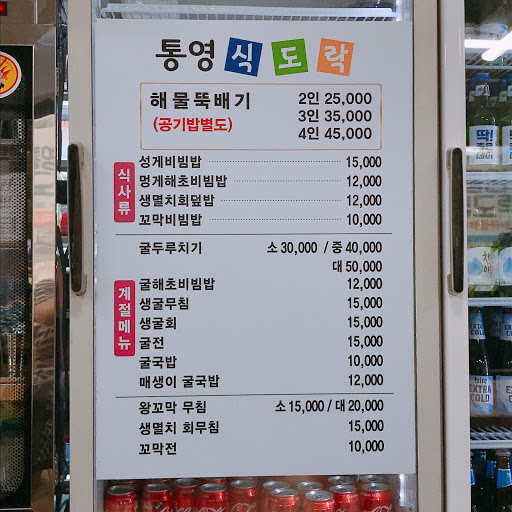 통영 식도락
해물뚝배기 2인 25,000
(공기밥별도) 3인 35,000
4인 45,000
식사류
성게비빔밥 15,000
멍게해초비빔밥 12,000
생멸치회덮밥 12,000
꼬막비빔밥 10,000
굴두루치기 소 30,000 / 중 40,000
대 50,000
계절메뉴
굴해초비빔밥 12,000
생굴무침 15,000
생굴회 15,000
굴전 15,000
굴국밥 10,000
매생이 굴국밥 12,000
왕꼬막 무침 소 15,000 / 대 20,000
생멸치 회무침 15,000
꼬막전 10,000
딱!
EXTRA
COLD
EXTRA
COLD